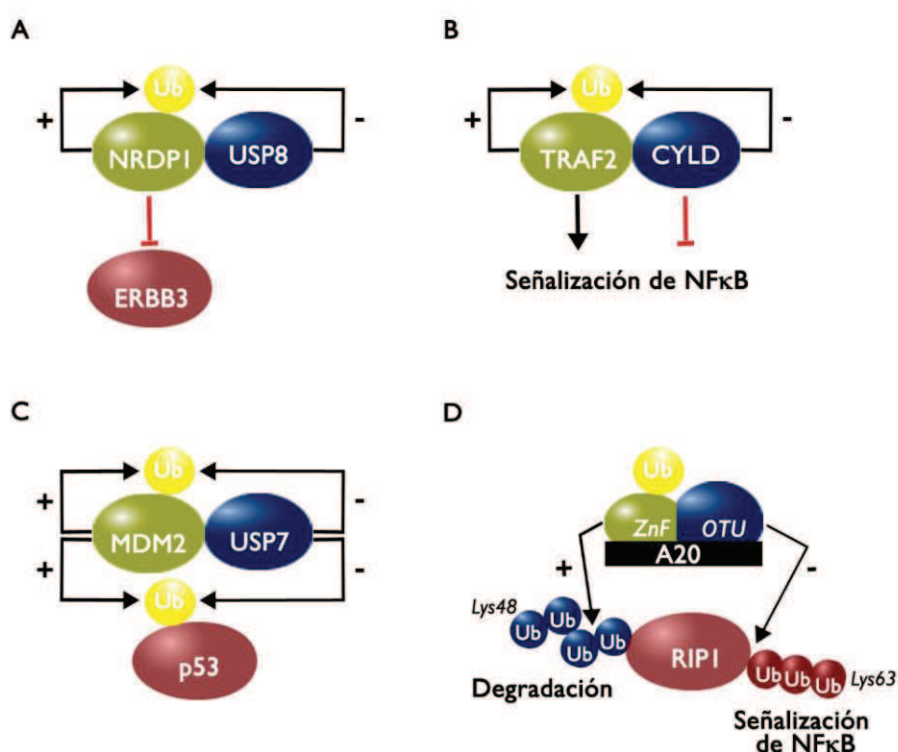 A
Ub
+
-
NRDP1
USP8
ERBB3
B
Ub
+
-
TRAF2
CYLD
Señalización de NFκB
C
Ub
+
-
MDM2
USP7
+
-
Ub
p53
D
Ub
ZnF
OTU
A20
+
-
Lys48
Ub
Ub
Ub
Ub
RIP1
Ub
Ub
Ub
Lys63
Degradación
Señalización
de NFκB